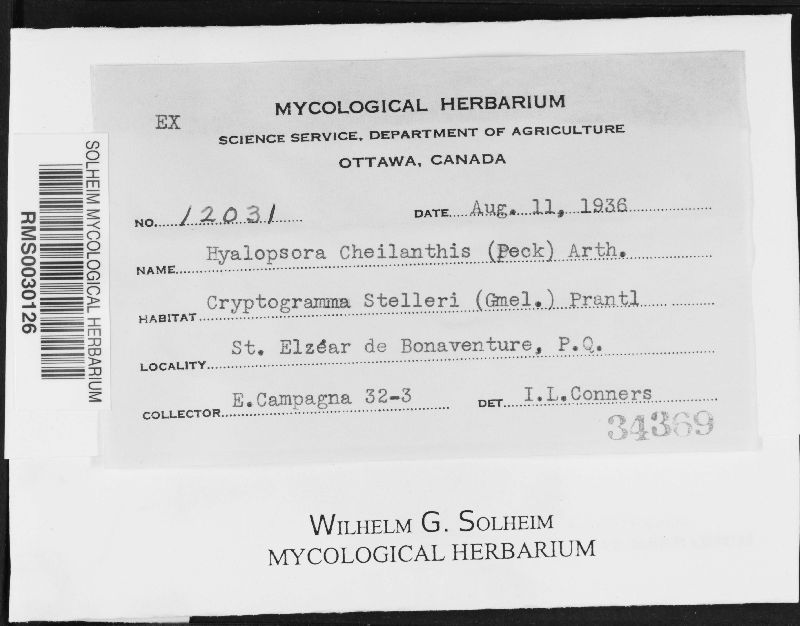 EX
MYCOLOGICAL HERBARIUM
SCIENCE SERVICE, DEPARTMENT OF AGRICULTURE
OTTAWA, CANADA
NO. 12031 DATE Aug. 11, 1936
NAME Hyalopsora Cheilanthis (Peck) Arth.
HABITAT Cryptogramma Stelleri (Gmel.) Prantl
LOCALITY St. Elzéar de Bonaventure, P.Q.
COLLECTOR E.Campagna 32-3 DET. I.L.Conners
34369
SOLHEIM MYCOLOGICAL HERBARIUM
RMS0030126
WILHELM G. SOLHEIM
MYCOLOGICAL HERBARIUM